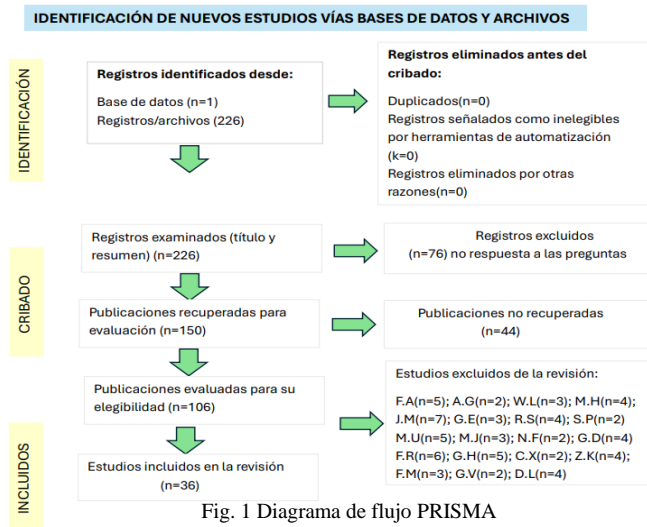 IDENTIFICACIÓN DE NUEVOS ESTUDIOS VÍAS BASES DE DATOS Y ARCHIVOS
IDENTIFICACIÓN
Registros identificados desde:
Base de datos (n=1)
Registros/archivos (226)
Registros eliminados antes del
cribado:
Duplicados(n=0)
Registros señalados como inelegibles
por herramientas de automatización
(k=0)
Registros eliminados por otras
razones(n=0)
CRIBADO
Registros examinados (título y
resumen) (n=226)
Registros excluidos
(n=76) no respuesta a las preguntas
Publicaciones recuperadas para
evaluación (n=150)
Publicaciones no recuperadas
(n=44)
Publicaciones evaluadas para su
elegibilidad (n=106)
Estudios excluidos de la revisión:
F.A(n=5); A.G(n=2); W.L(n=3); M.H(n=4);
J.M(n=7); G.E(n=3); R.S(n=4); S.P(n=2)
M.U(n=5); M.J(n=3); N.F(n=2); G.D(n=4)
F.R(n=6); G.H(n=5); C.X(n=2); Z.K(n=4);
F.M(n=3); G.V(n=2); D.L(n=4)
INCLUIDOS
Estudios incluidos en la revisión
(n=36)
Fig. 1 Diagrama de flujo PRISMA